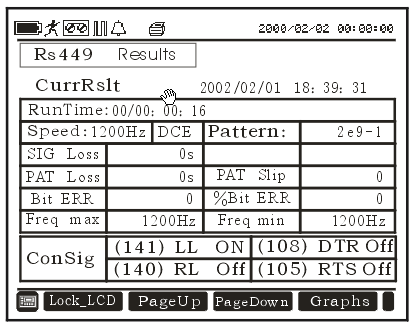 2000/02/02 00:00:00
Rs449 Results
CurrRslt 2002/02/01 18:39:31
RunTime:00/00:00:16
Speed:1200Hz DCE Pattern: 2e9-1
SIG Loss 0s
PAT Loss 0s PAT Slip 0
Bit ERR 0 %Bit ERR 0
Freq max 1200Hz Freq min 1200Hz
ConSig (141) LL ON (108) DTR Off
(140) RL Off (105) RTS Off
Lock_LCD PageUp PageDown Graphs